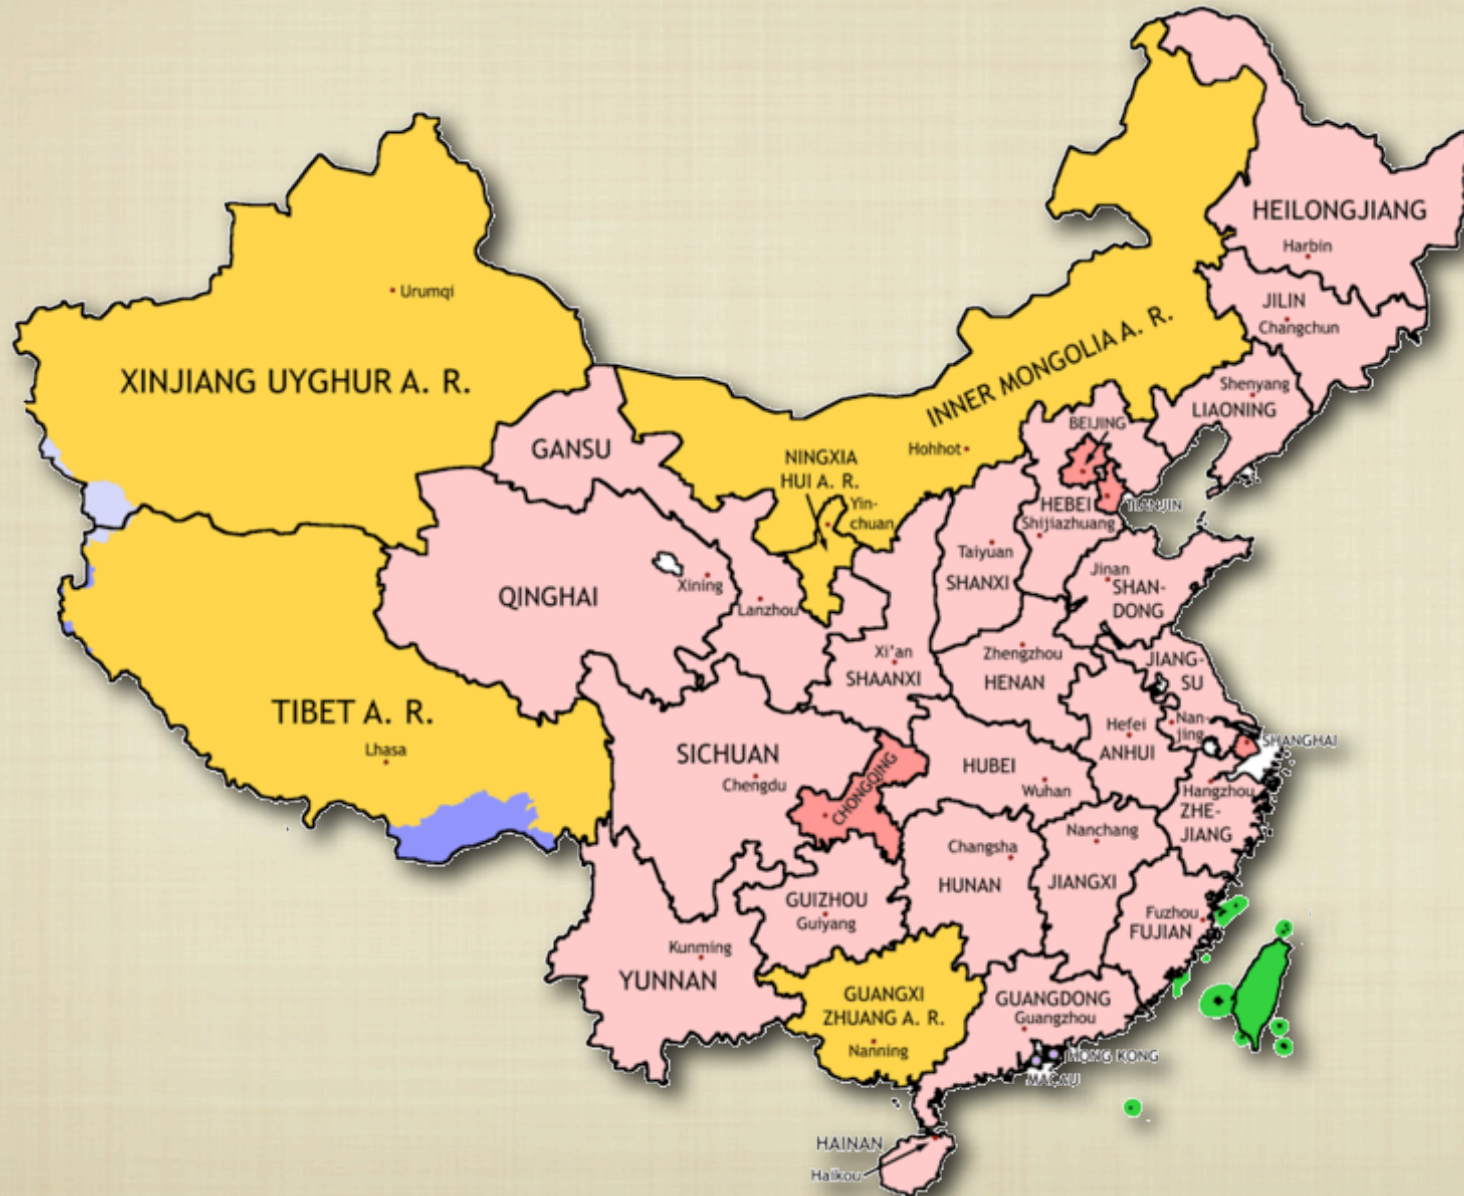 HEILONGJIANG
Harbin
JILIN
Changchun
Urumqi
XINJIANG UYGHUR A. R.
INNER MONGOLIA A. R.
Shenyang
LIAONING
BEIJING
GANSU
Hohhot
NINGXIA
HUI A. R.
Yin-
chuan
HEBEI
TIANJIN
Shijiazhuang
Taiyuan
SHANXI
Jinan
SHAN-
DONG
QINGHAI
Xining
Lanzhou
Xi'an
SHAANXI
Zhengzhou
HENAN
JIANG-
SU
TIBET A. R.
Lhasa
SICHUAN
Chengdu
CHONGQING
HUBEI
Wuhan
Hefei
ANHUI
Nan-
jing
SHANGHAI
Hangzhou
ZHE-
JIANG
Changsha
HUNAN
Nanchang
JIANGXI
GUIZHOU
Guiyang
Fuzhou
FUJIAN
Kunming
YUNNAN
GUANGXI
ZHUANG A. R.
Nanning
GUANGDONG
Guangzhou
HONG KONG
MACAU
HAINAN
Haikou